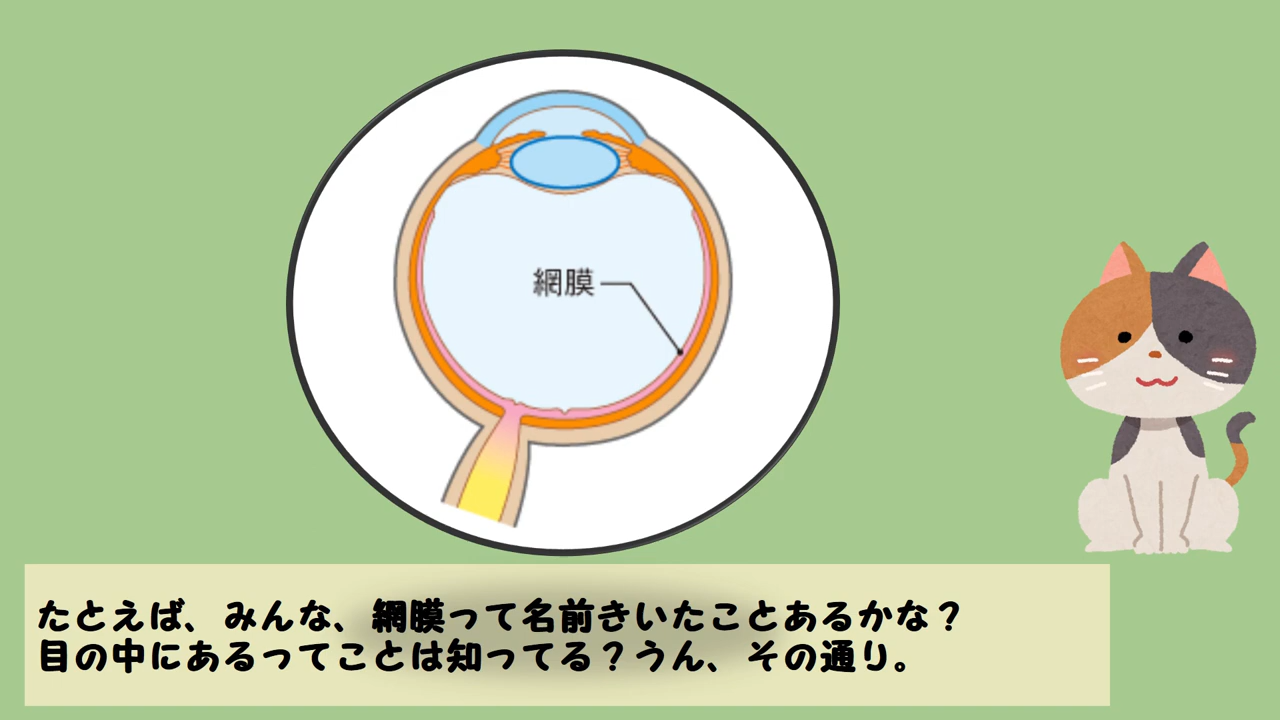 網膜
たとえば、みんな、網膜って名前きいたことあるかな？
目の中にあるってことは知ってる？うん、その通り。